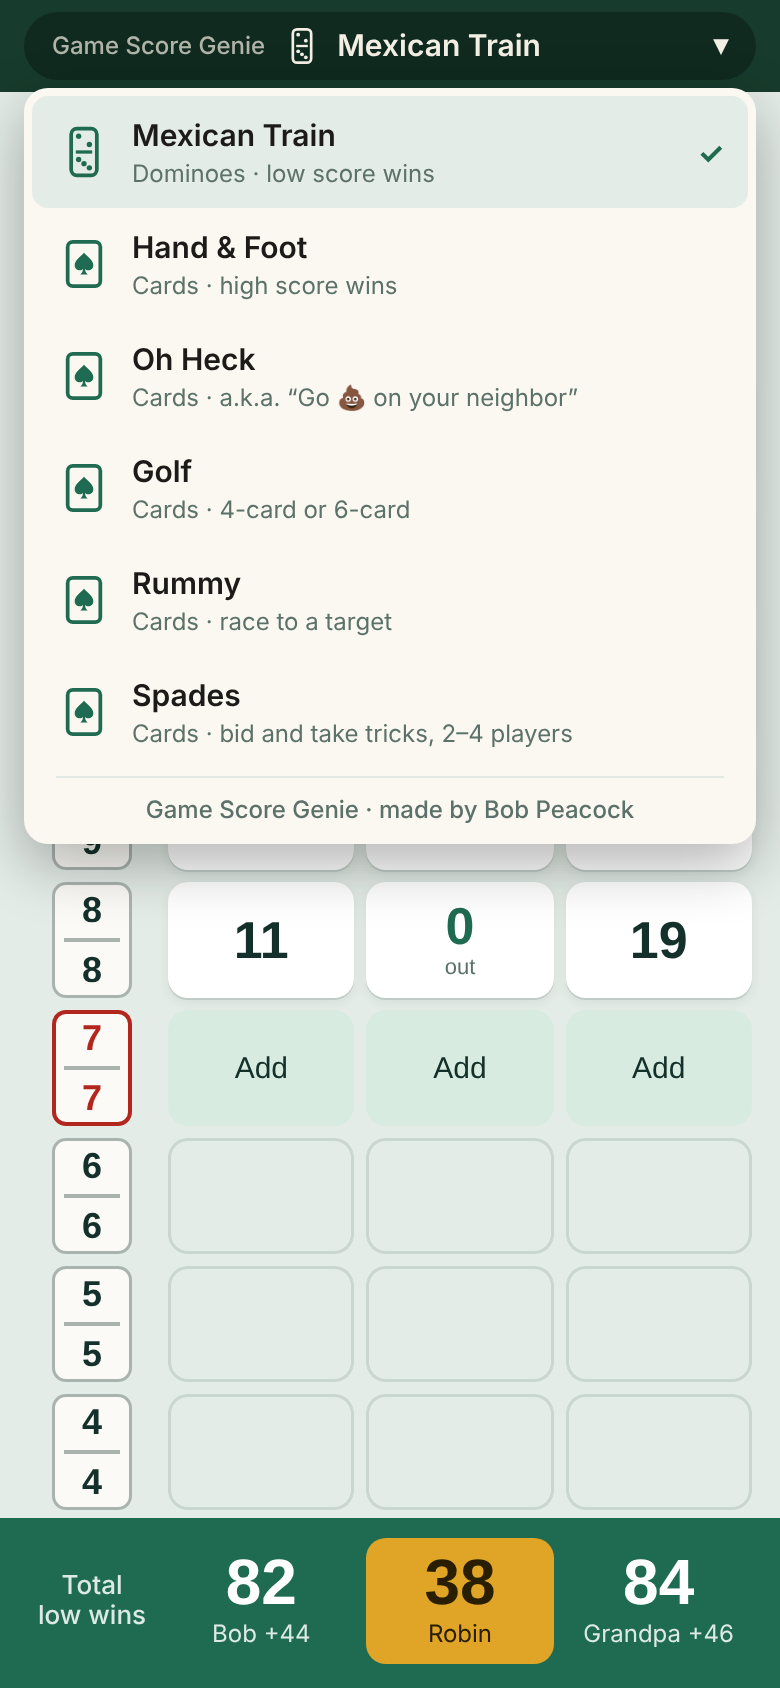 Game Score Genie Mexican Train ▼
Mexican Train
Dominoes · low score wins
Hand & Foot
Cards · high score wins
Oh Heck
Cards · a.k.a. “Go 💩 on your neighbor”
Golf
Cards · 4-card or 6-card
Rummy
Cards · race to a target
Spades
Cards · bid and take tricks, 2–4 players
Game Score Genie · made by Bob Peacock
9
8
8
11
0
out
19
7
7
Add
Add
Add
6
6
5
5
4
4
Total
low wins
82
Bob +44
38
Robin
84
Grandpa +46